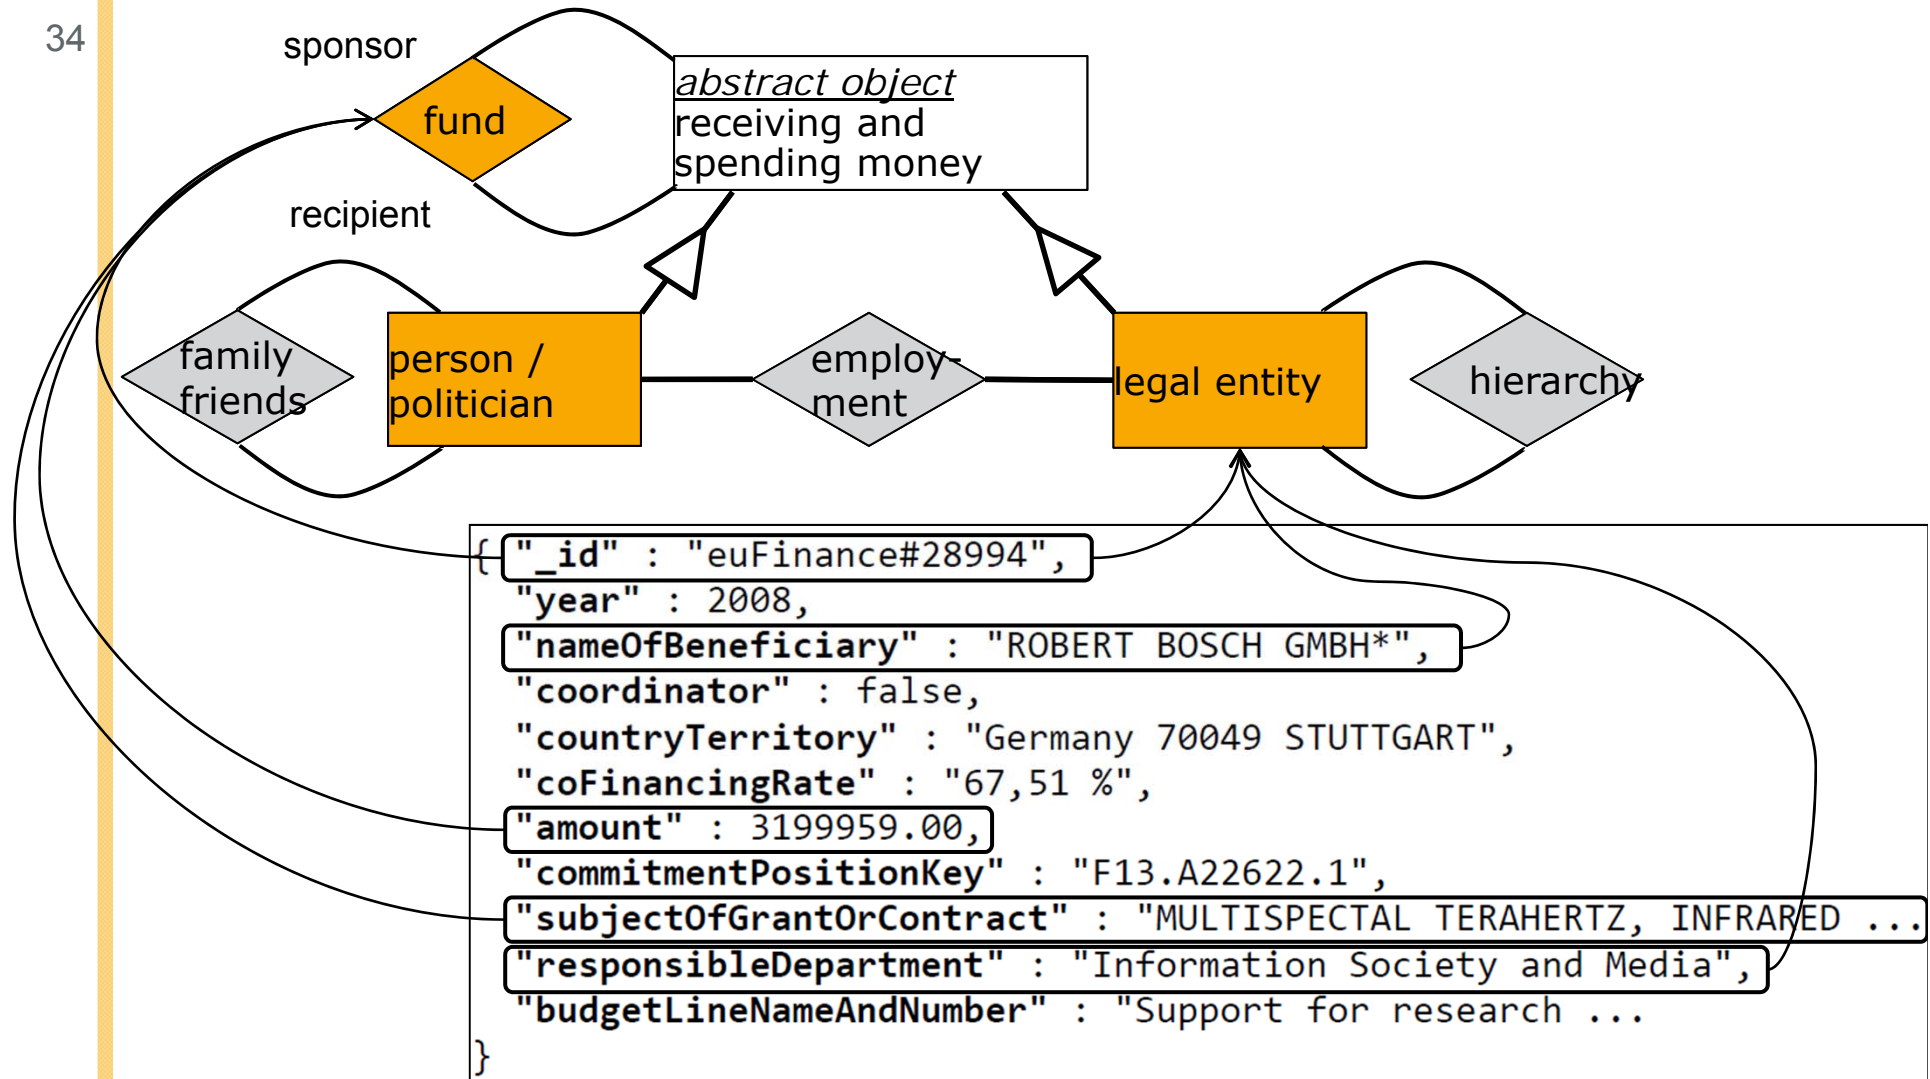 34
sponsor
fund
abstract object
receiving and
spending money
recipient
family
friends
person /
politician
employ-
ment
legal entity
hierarchy
{ "_id" : "euFinance#28994",
"year" : 2008,
"nameOfBeneficiary" : "ROBERT BOSCH GMBH*",
"coordinator" : false,
"countryTerritory" : "Germany 70049 STUTTGART",
"coFinancingRate" : "67,51 %",
"amount" : 3199959.00,
"commitmentPositionKey" : "F13.A22622.1",
"subjectOfGrantOrContract" : "MULTISPECTAL TERAHERTZ, INFRARED ...
"responsibleDepartment" : "Information Society and Media",
"budgetLineNameAndNumber" : "Support for research ...
}